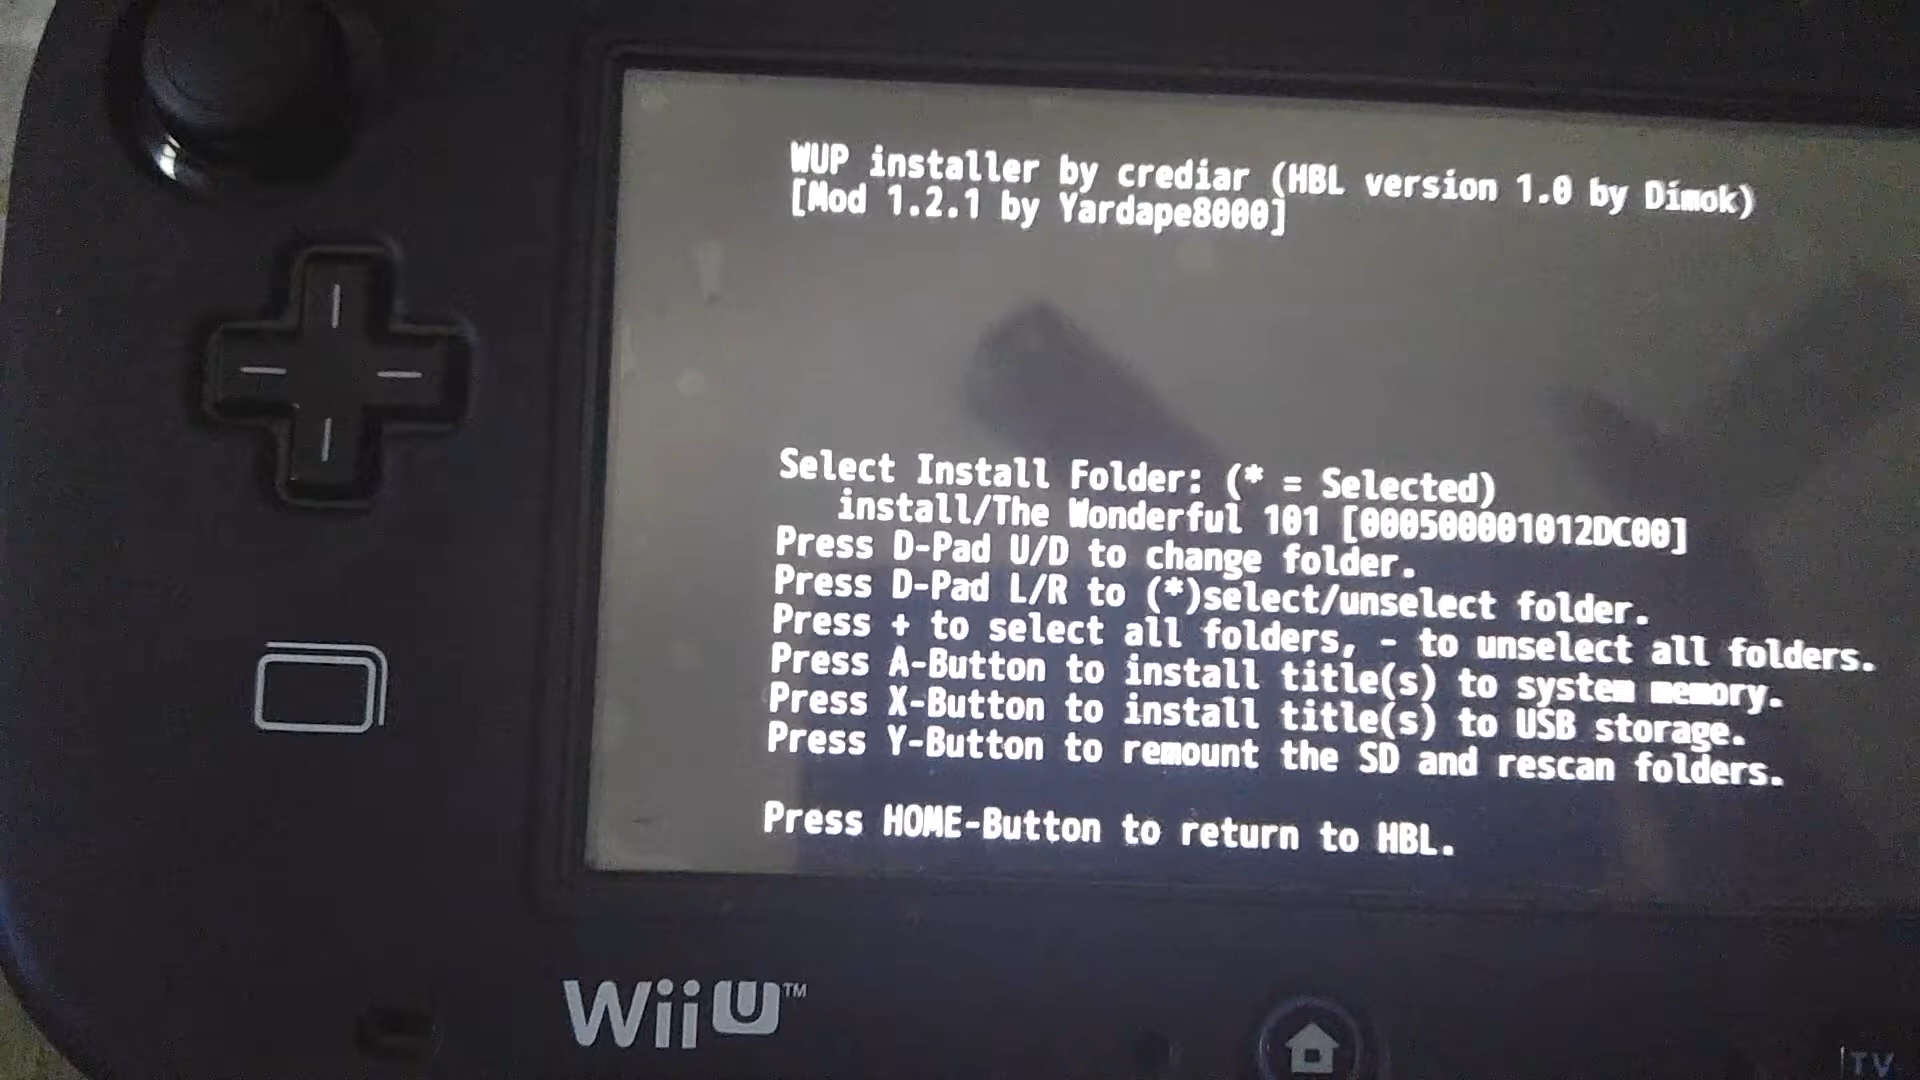 WUP installer by crediar (HBL version 1.0 by Dimok)
[Mod 1.2.1 by Yardape8000]
Select Install Folder: (* = Selected)
install/The Wonderful 101 [000500001012DC00]
Press D-Pad U/D to change folder.
Press D-Pad L/R to (*)select/unselect folder.
Press + to select all folders, - to unselect all folders.
Press A-Button to install title(s) to system memory.
Press X-Button to install title(s) to USB storage.
Press Y-Button to remount the SD and rescan folders.
Press HOME-Button to return to HBL.
Wii U™
TV